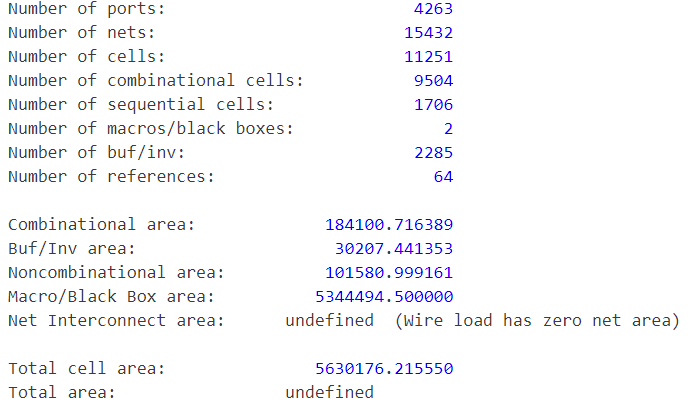 Number of ports: 4263
Number of nets: 15432
Number of cells: 11251
Number of combinational cells: 9504
Number of sequential cells: 1706
Number of macros/black boxes: 2
Number of buf/inv: 2285
Number of references: 64
Combinational area: 184100.716389
Buf/Inv area: 30207.441353
Noncombinational area: 101580.999161
Macro/Black Box area: 5344494.500000
Net Interconnect area: undefined (Wire load has zero net area)
Total cell area: 5630176.215550
Total area: undefined